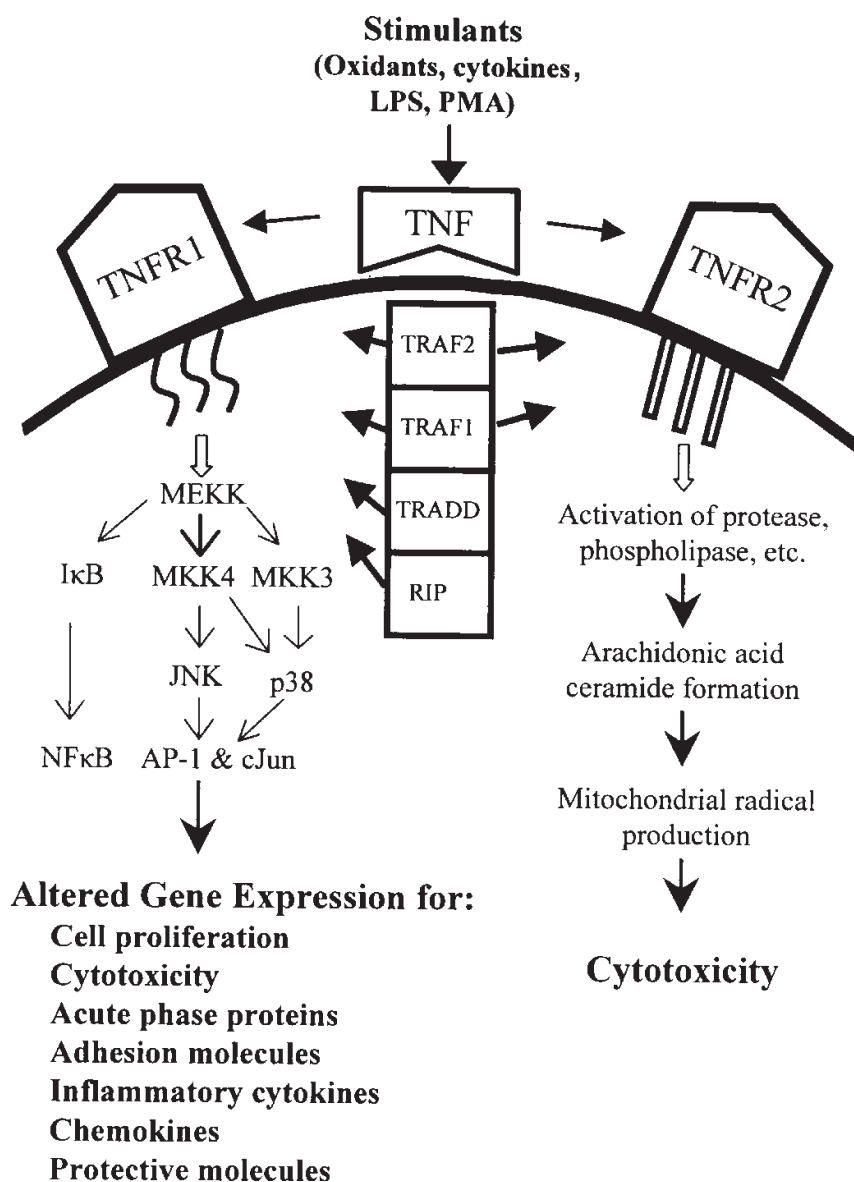 Stimulants
(Oxidants, cytokines,
LPS, PMA)
TNFR1
TNF
TNFR2
TRAF2
TRAF1
TRADD
RIP
MEKK
IκB
MKK4
MKK3
JNK
p38
NFκB
AP-1 & cJun
Altered Gene Expression for:
Cell proliferation
Cytotoxicity
Acute phase proteins
Adhesion molecules
Inflammatory cytokines
Chemokines
Protective molecules
Activation of protease,
phospholipase, etc.
Arachidonic acid
ceramide formation
Mitochondrial radical
production
Cytotoxicity